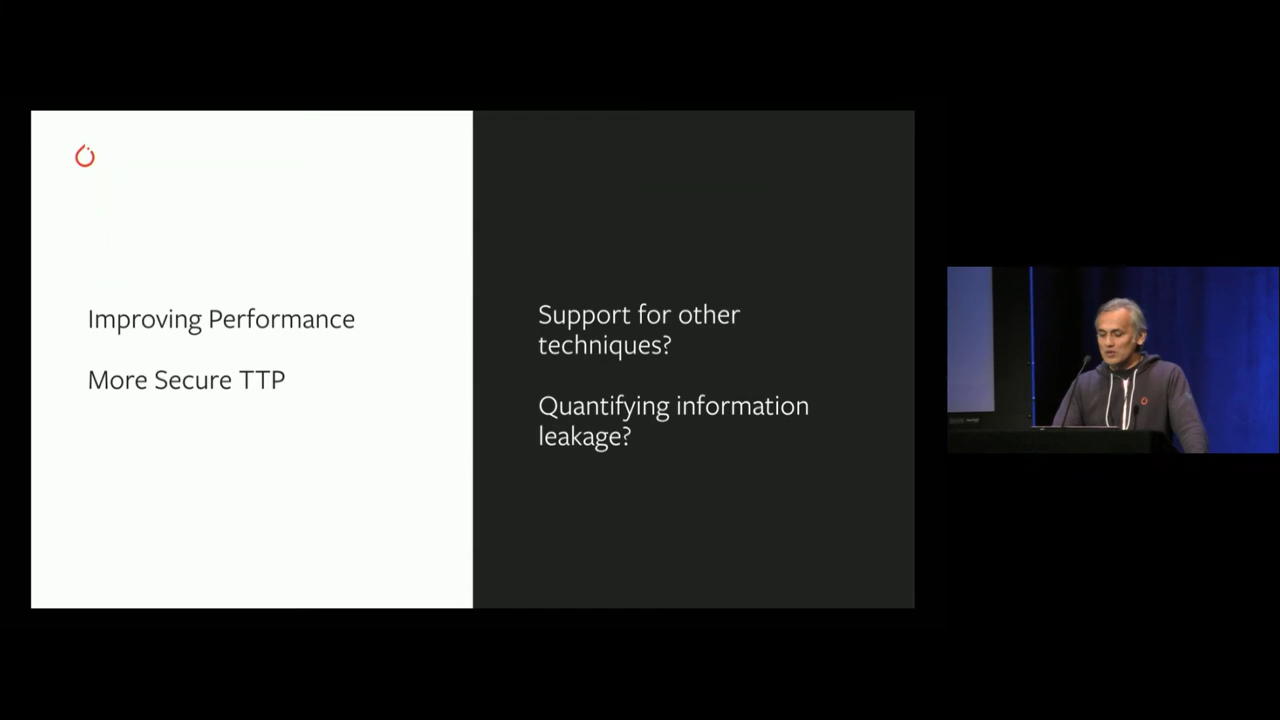 Improving Performance
More Secure TTP
Support for other
techniques?
Quantifying information
leakage?